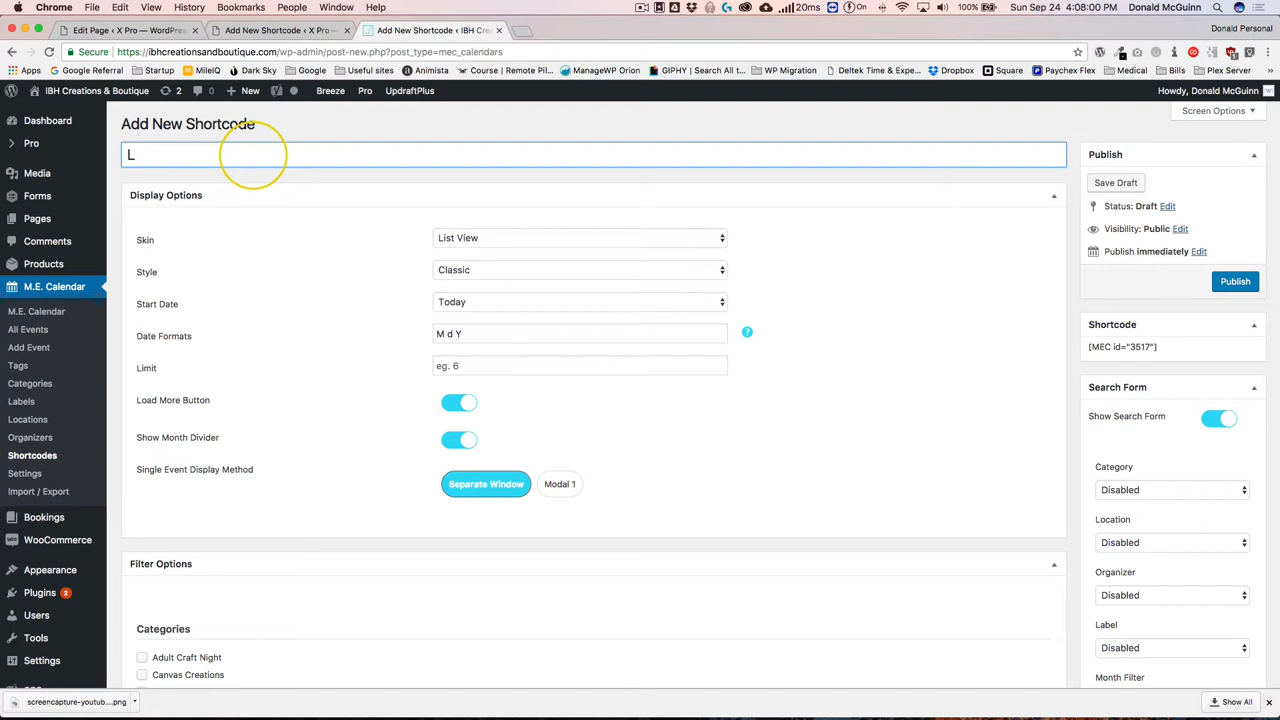 Chrome File Edit View History Bookmarks People Window Help
20ms On 100% Sun Sep 24 4:08:00 PM Donald McGuinn
Edit Page ‹ X Pro — WordPres
Add New Shortcode ‹ X Pro —
Add New Shortcode ‹ IBH Crea
Donald Personal
Secure https://ibhcreationsandboutique.com/wp-admin/post-new.php?post_type=mec_calendars
Apps Google Referral Startup MileIQ Dark Sky Google Useful sites Animista Course | Remote Pil... ManageWP Orion GIPHY | Search All t... WP Migration Deltek Time & Expe... Dropbox Square Paychex Flex Medical Bills Plex Server
IBH Creations & Boutique 2 0 New Breeze Pro UpdraftPlus
Howdy, Donald McGuinn
Screen Options
Dashboard
Pro
Media
Forms
Pages
Comments
Products
M.E. Calendar
M.E. Calendar
All Events
Add Event
Tags
Categories
Labels
Locations
Organizers
Shortcodes
Settings
Import / Export
Bookings
WooCommerce
Appearance
Plugins 2
Users
Tools
Settings
Add New Shortcode
L
Display Options
Skin List View
Style Classic
Start Date Today
Date Formats M d Y ?
Limit eg. 6
Load More Button
Show Month Divider
Single Event Display Method Separate Window Modal 1
Filter Options
Categories
Adult Craft Night
Canvas Creations
Publish
Save Draft
Status: Draft Edit
Visibility: Public Edit
Publish immediately Edit
Publish
Shortcode
[MEC id="3517"]
Search Form
Show Search Form
Category
Disabled
Location
Disabled
Organizer
Disabled
Label
Disabled
Month Filter
screencapture-youtub....png
Show All